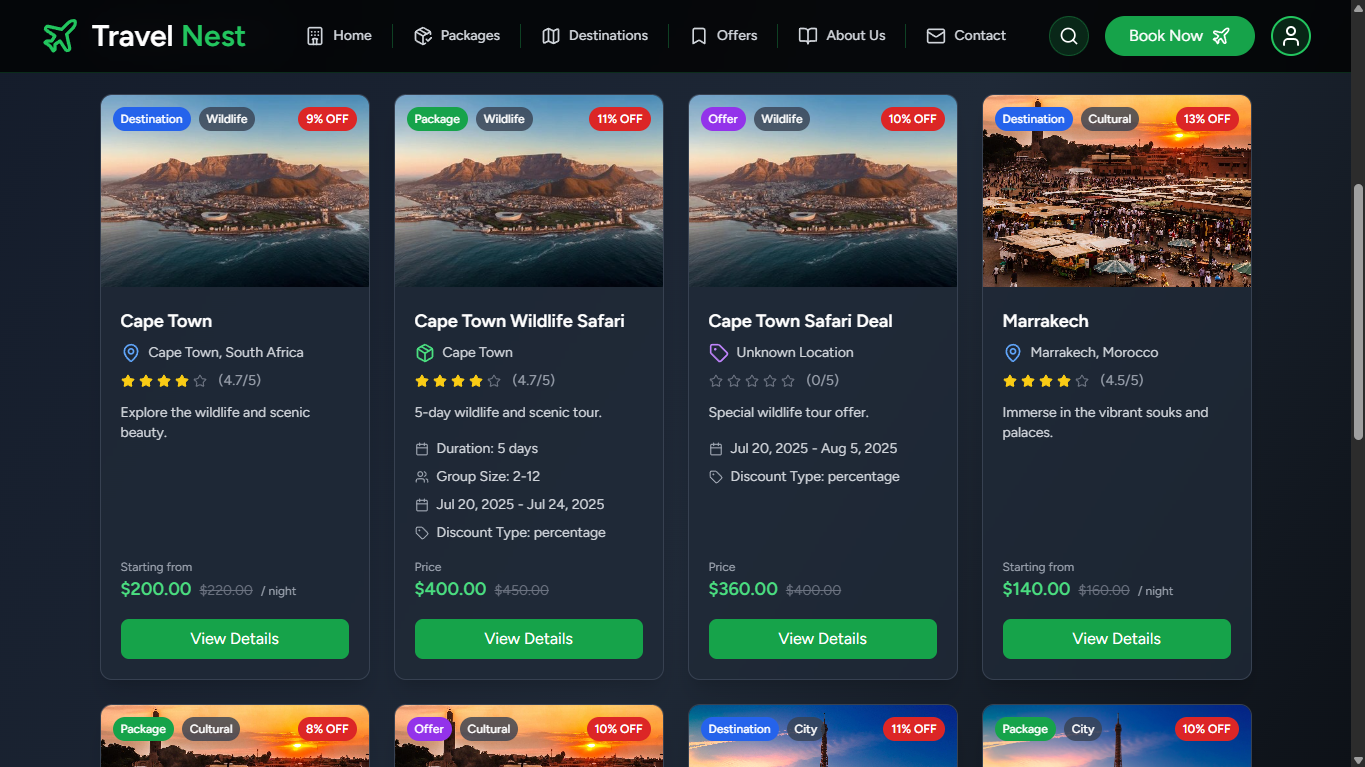 Travel Nest
Home
Packages
Destinations
Offers
About Us
Contact
Book Now
Destination
Wildlife
9% OFF
Cape Town
Cape Town, South Africa
(4.7/5)
Explore the wildlife and scenic
beauty.
Starting from
$200.00 $220.00 / night
View Details
Package
Wildlife
11% OFF
Cape Town Wildlife Safari
Cape Town
(4.7/5)
5-day wildlife and scenic tour.
Duration: 5 days
Group Size: 2-12
Jul 20, 2025 - Jul 24, 2025
Discount Type: percentage
Price
$400.00 $450.00
View Details
Offer
Wildlife
10% OFF
Cape Town Safari Deal
Unknown Location
(0/5)
Special wildlife tour offer.
Jul 20, 2025 - Aug 5, 2025
Discount Type: percentage
Price
$360.00 $400.00
View Details
Destination
Cultural
13% OFF
Marrakech
Marrakech, Morocco
(4.5/5)
Immerse in the vibrant souks and
palaces.
Starting from
$140.00 $160.00 / night
View Details
Package
Cultural
8% OFF
Offer
Cultural
10% OFF
Destination
City
11% OFF
Package
City
10% OFF